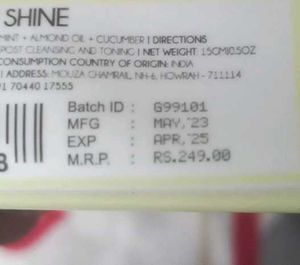 SHINE
MINT + ALMOND OIL + CUCUMBER | DIRECTIONS
POST CLEANSING AND TONING | NET WEIGHT: 15GM|0.5OZ
CONSUMPTION COUNTRY OF ORIGIN: INDIA
ADDRESS: MOUZA CHAMRAIL, NH-6, HOWRAH - 711114
91 70440 17555
Batch ID : G99101
MFG : MAY,'23
EXP : APR,'25
M.R.P. : RS.249.00